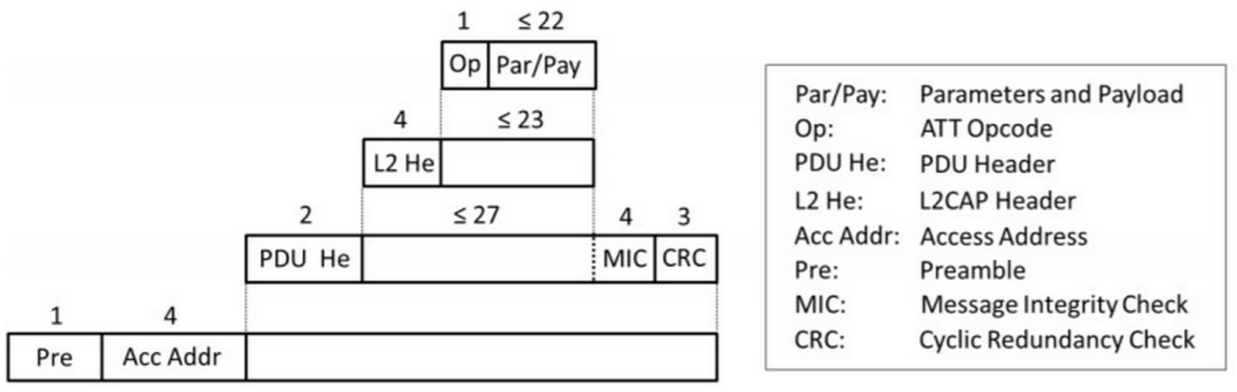 1 ≤ 22
Op Par/Pay
4 ≤ 23
L2 He
2 ≤ 27 4 3
PDU He MIC CRC
1 4
Pre Acc Addr
Par/Pay: Parameters and Payload
Op: ATT Opcode
PDU He: PDU Header
L2 He: L2CAP Header
Acc Addr: Access Address
Pre: Preamble
MIC: Message Integrity Check
CRC: Cyclic Redundancy Check